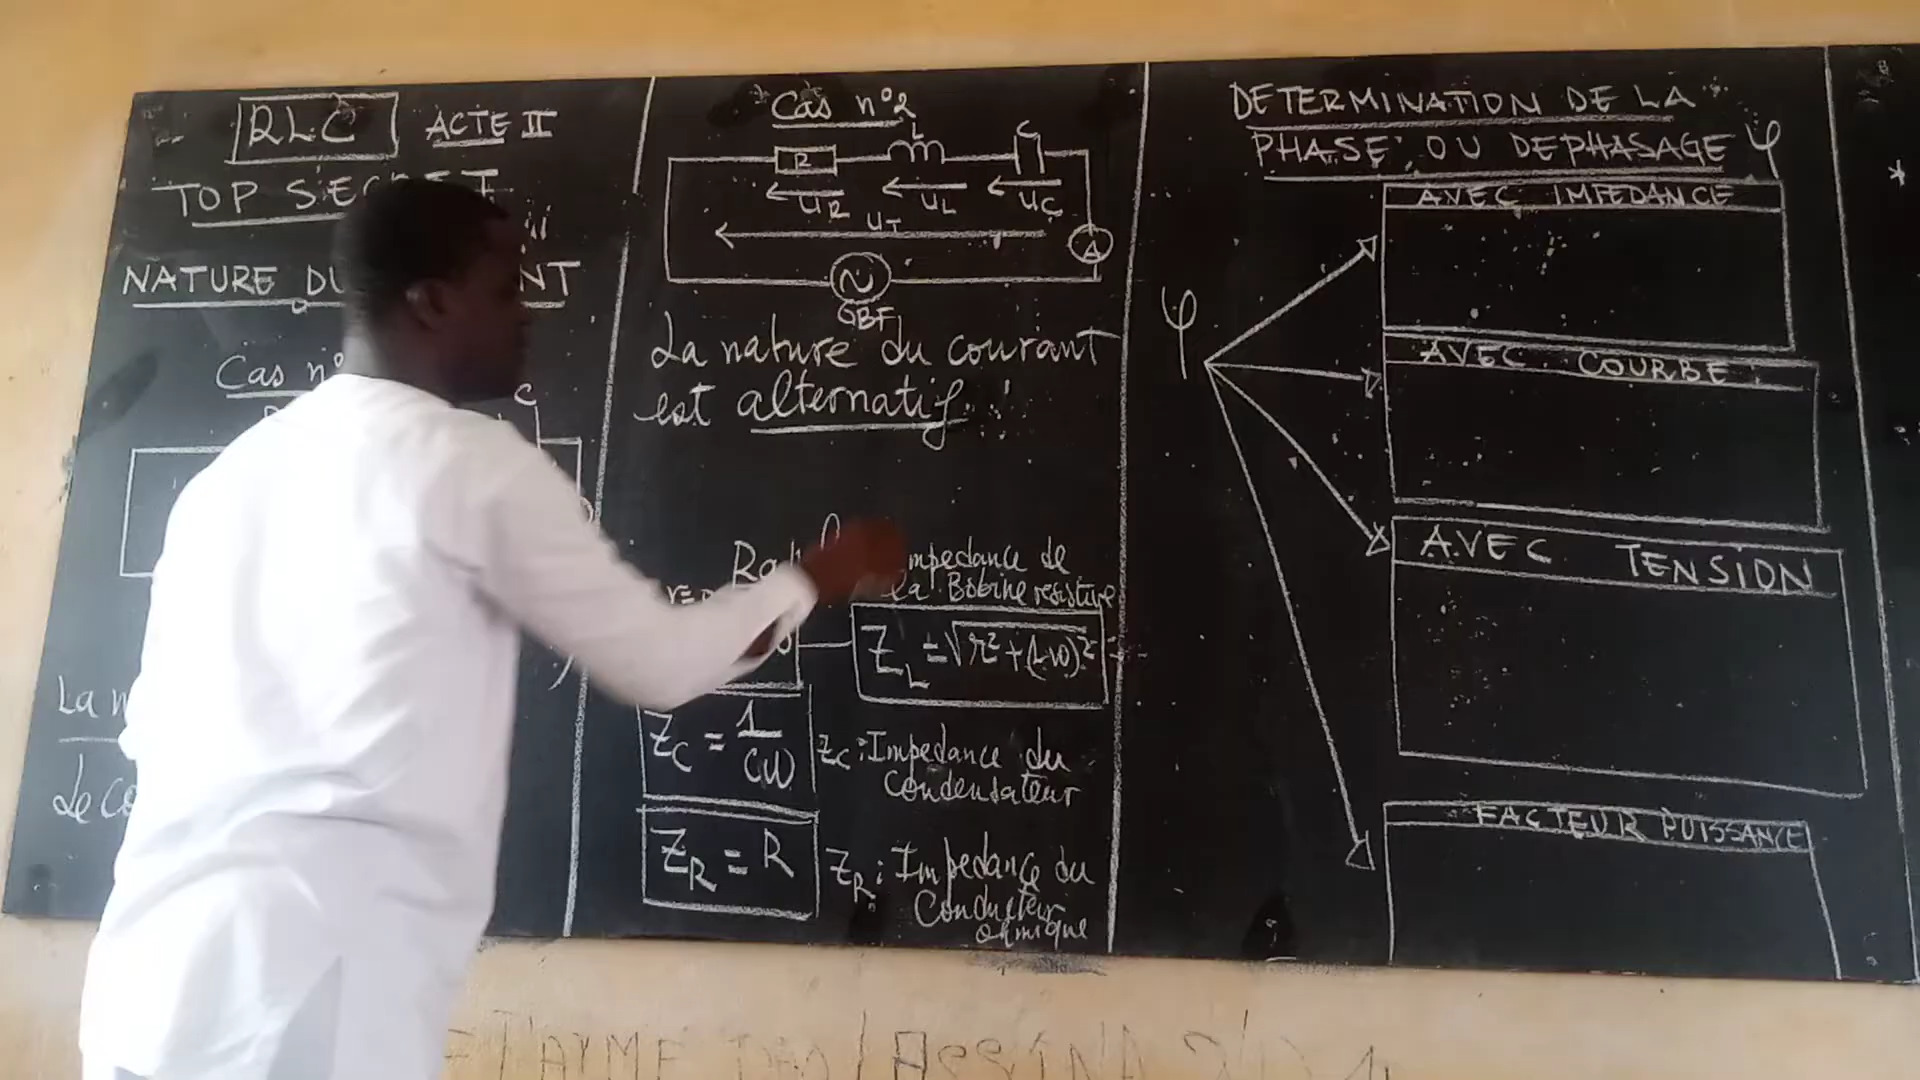 RLC ACTE II
TOP SECRET
NATURE DU
Cas n°
C
La n
Le co
Cas n°2
R L C
UR UL UC
UT
A
GBF
La nature du courant
est alternatif !
Impedance de
la Bobine resistive
ZL = √r² + (Lω)²
ZC = 1/Cω
ZC : Impedance du
Condensateur
ZR = R
ZR : Impedance du
Conducteur
ohmique
DETERMINATION DE LA
PHASE OU DEPHASAGE φ
φ
AVEC IMPEDANCE
AVEC COURBE
AVEC TENSION
FACTEUR PUISSANCE